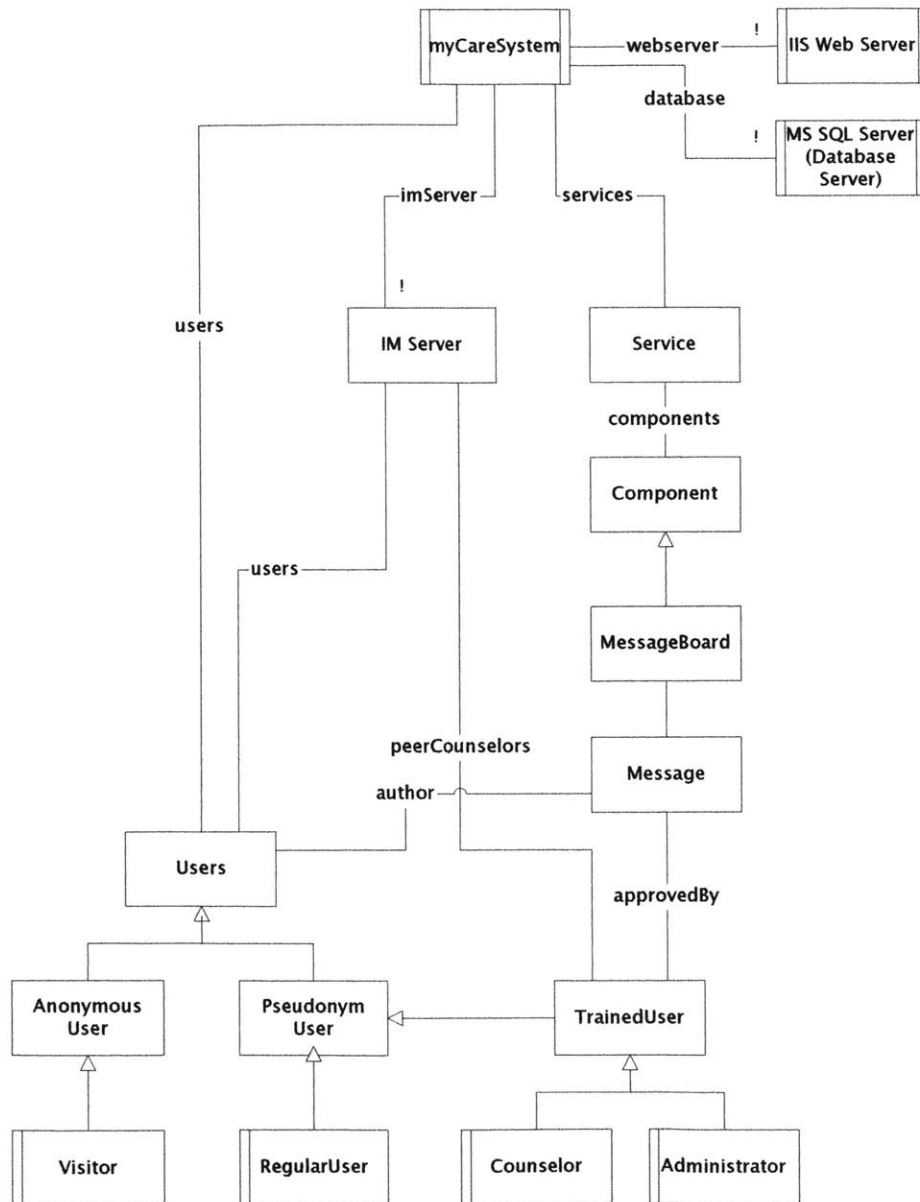 myCareSystem
webserver
!
IIS Web Server
database
!
MS SQL Server
(Database
Server)
imServer
services
!
users
IM Server
Service
components
Component
users
MessageBoard
peerCounselors
Message
author
Users
approvedBy
Anonymous
User
Pseudonym
User
TrainedUser
Visitor
RegularUser
Counselor
Administrator